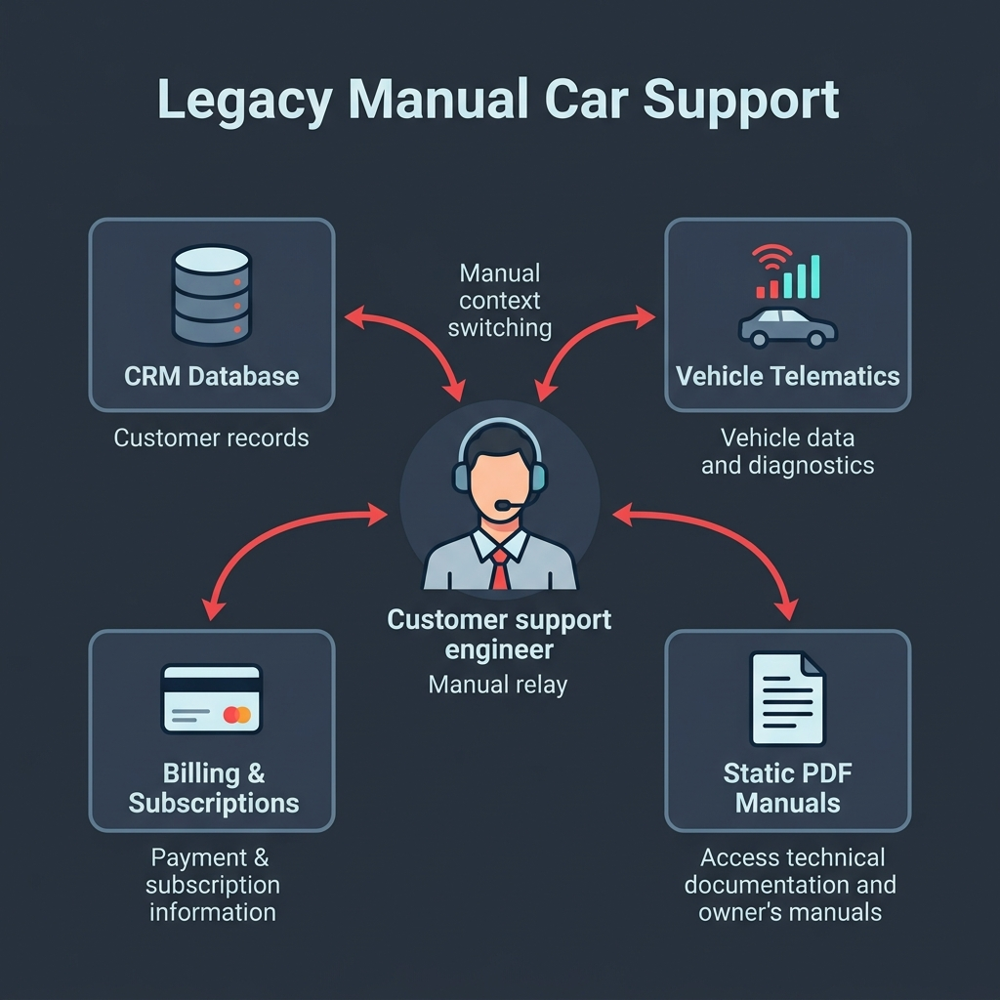 Legacy Manual Car Support
Manual
context
switching
CRM Database
Customer records
Vehicle Telematics
Vehicle data
and diagnostics
Customer support
engineer
Manual relay
Billing &
Subscriptions
Payment &
subscription
information
Static PDF
Manuals
Access technical
documentation and
owner's manuals